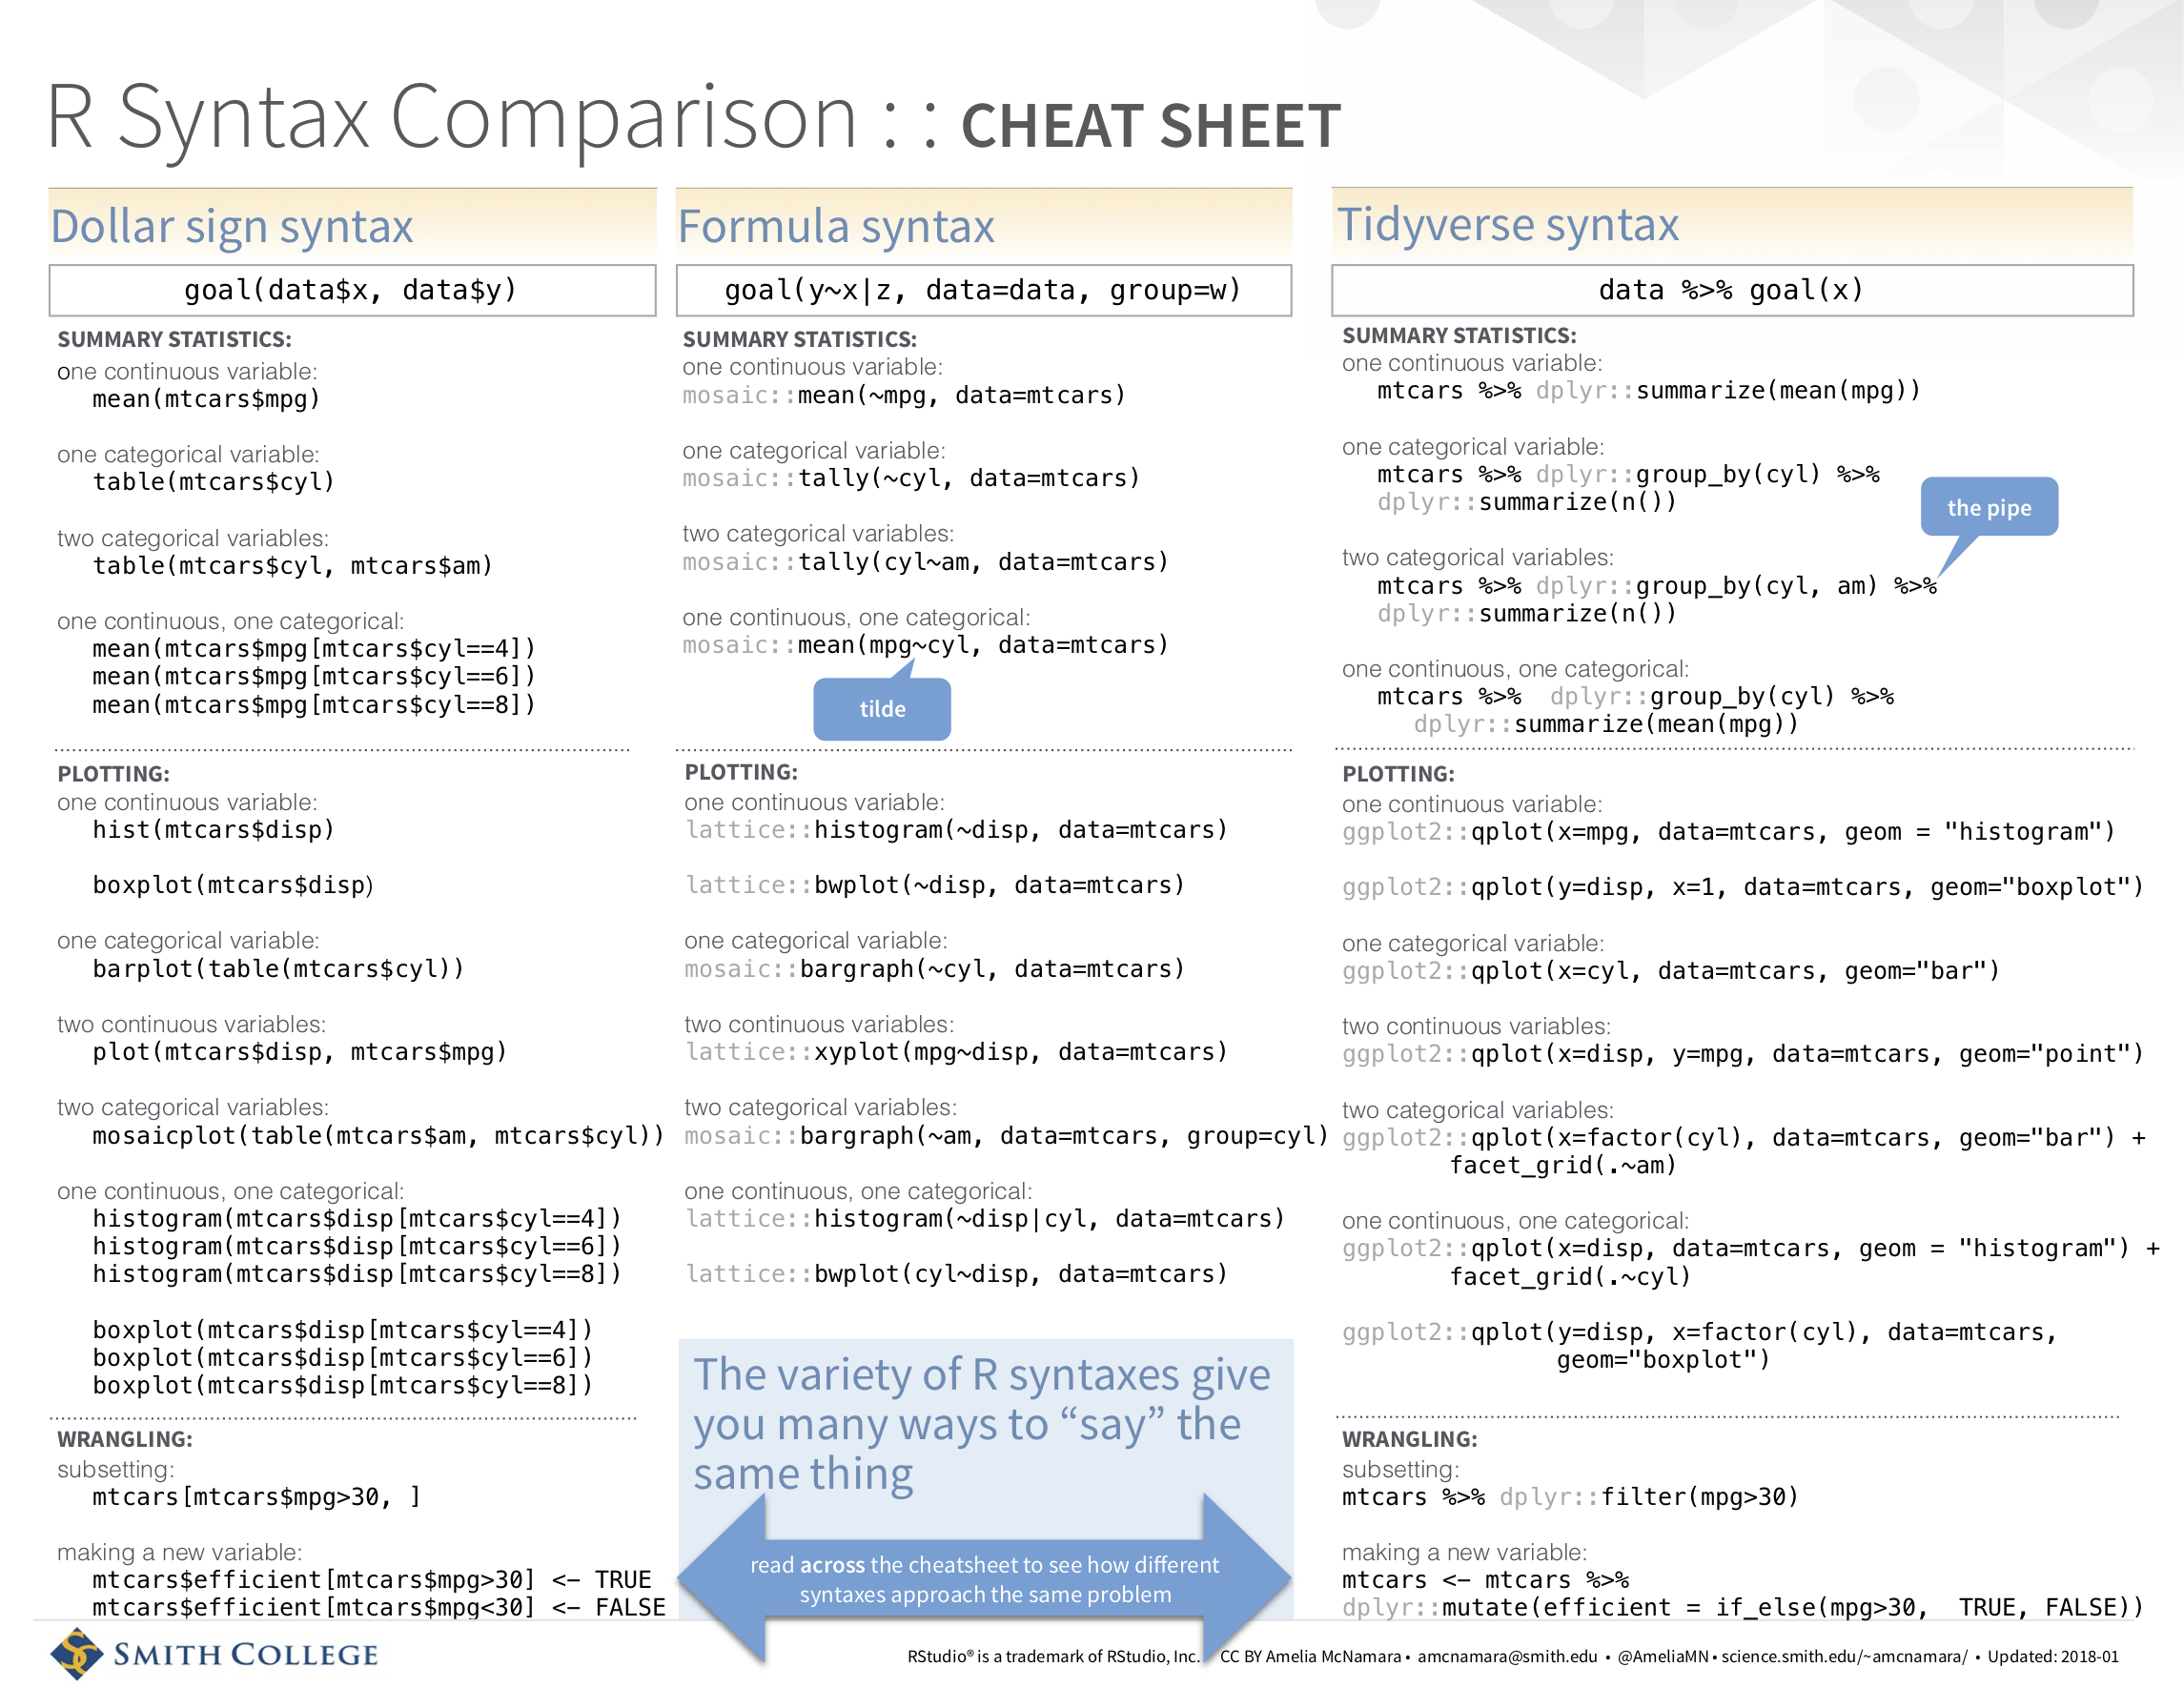 R Syntax Comparison : : CHEAT SHEET
Dollar sign syntax
goal(data$x, data$y)
SUMMARY STATISTICS:
one continuous variable:
mean(mtcars$mpg)
one categorical variable:
table(mtcars$cyl)
two categorical variables:
table(mtcars$cyl, mtcars$am)
one continuous, one categorical:
mean(mtcars$mpg[mtcars$cyl==4])
mean(mtcars$mpg[mtcars$cyl==6])
mean(mtcars$mpg[mtcars$cyl==8])
PLOTTING:
one continuous variable:
hist(mtcars$disp)
boxplot(mtcars$disp)
one categorical variable:
barplot(table(mtcars$cyl))
two continuous variables:
plot(mtcars$disp, mtcars$mpg)
two categorical variables:
mosaicplot(table(mtcars$am, mtcars$cyl))
one continuous, one categorical:
histogram(mtcars$disp[mtcars$cyl==4])
histogram(mtcars$disp[mtcars$cyl==6])
histogram(mtcars$disp[mtcars$cyl==8])
boxplot(mtcars$disp[mtcars$cyl==4])
boxplot(mtcars$disp[mtcars$cyl==6])
boxplot(mtcars$disp[mtcars$cyl==8])
WRANGLING:
subsetting:
mtcars[mtcars$mpg>30, ]
making a new variable:
mtcars$efficient[mtcars$mpg>30] <- TRUE
mtcars$efficient[mtcars$mpg<30] <- FALSE
Formula syntax
goal(y~x|z, data=data, group=w)
SUMMARY STATISTICS:
one continuous variable:
mosaic::mean(~mpg, data=mtcars)
one categorical variable:
mosaic::tally(~cyl, data=mtcars)
two categorical variables:
mosaic::tally(cyl~am, data=mtcars)
one continuous, one categorical:
mosaic::mean(mpg~cyl, data=mtcars)
tilde
PLOTTING:
one continuous variable:
lattice::histogram(~disp, data=mtcars)
lattice::bwplot(~disp, data=mtcars)
one categorical variable:
mosaic::bargraph(~cyl, data=mtcars)
two continuous variables:
lattice::xyplot(mpg~disp, data=mtcars)
two categorical variables:
mosaic::bargraph(~am, data=mtcars, group=cyl)
one continuous, one categorical:
lattice::histogram(~disp|cyl, data=mtcars)
lattice::bwplot(cyl~disp, data=mtcars)
The variety of R syntaxes give
you many ways to “say” the
same thing
read across the cheatsheet to see how different
syntaxes approach the same problem
Tidyverse syntax
data %>% goal(x)
SUMMARY STATISTICS:
one continuous variable:
mtcars %>% dplyr::summarize(mean(mpg))
one categorical variable:
mtcars %>% dplyr::group_by(cyl) %>%
dplyr::summarize(n())
the pipe
two categorical variables:
mtcars %>% dplyr::group_by(cyl, am) %>%
dplyr::summarize(n())
one continuous, one categorical:
mtcars %>%  dplyr::group_by(cyl) %>%
dplyr::summarize(mean(mpg))
PLOTTING:
one continuous variable:
ggplot2::qplot(x=mpg, data=mtcars, geom = "histogram")
ggplot2::qplot(y=disp, x=1, data=mtcars, geom="boxplot")
one categorical variable:
ggplot2::qplot(x=cyl, data=mtcars, geom="bar")
two continuous variables:
ggplot2::qplot(x=disp, y=mpg, data=mtcars, geom="point")
two categorical variables:
ggplot2::qplot(x=factor(cyl), data=mtcars, geom="bar") +
facet_grid(.~am)
one continuous, one categorical:
ggplot2::qplot(x=disp, data=mtcars, geom = "histogram") +
facet_grid(.~cyl)
ggplot2::qplot(y=disp, x=factor(cyl), data=mtcars,
geom="boxplot")
WRANGLING:
subsetting:
mtcars %>% dplyr::filter(mpg>30)
making a new variable:
mtcars <- mtcars %>%
dplyr::mutate(efficient = if_else(mpg>30,  TRUE, FALSE))
SMITH COLLEGE
RStudio® is a trademark of RStudio, Inc. CC BY Amelia McNamara • amcnamara@smith.edu • @AmeliaMN • science.smith.edu/~amcnamara/ • Updated: 2018-01